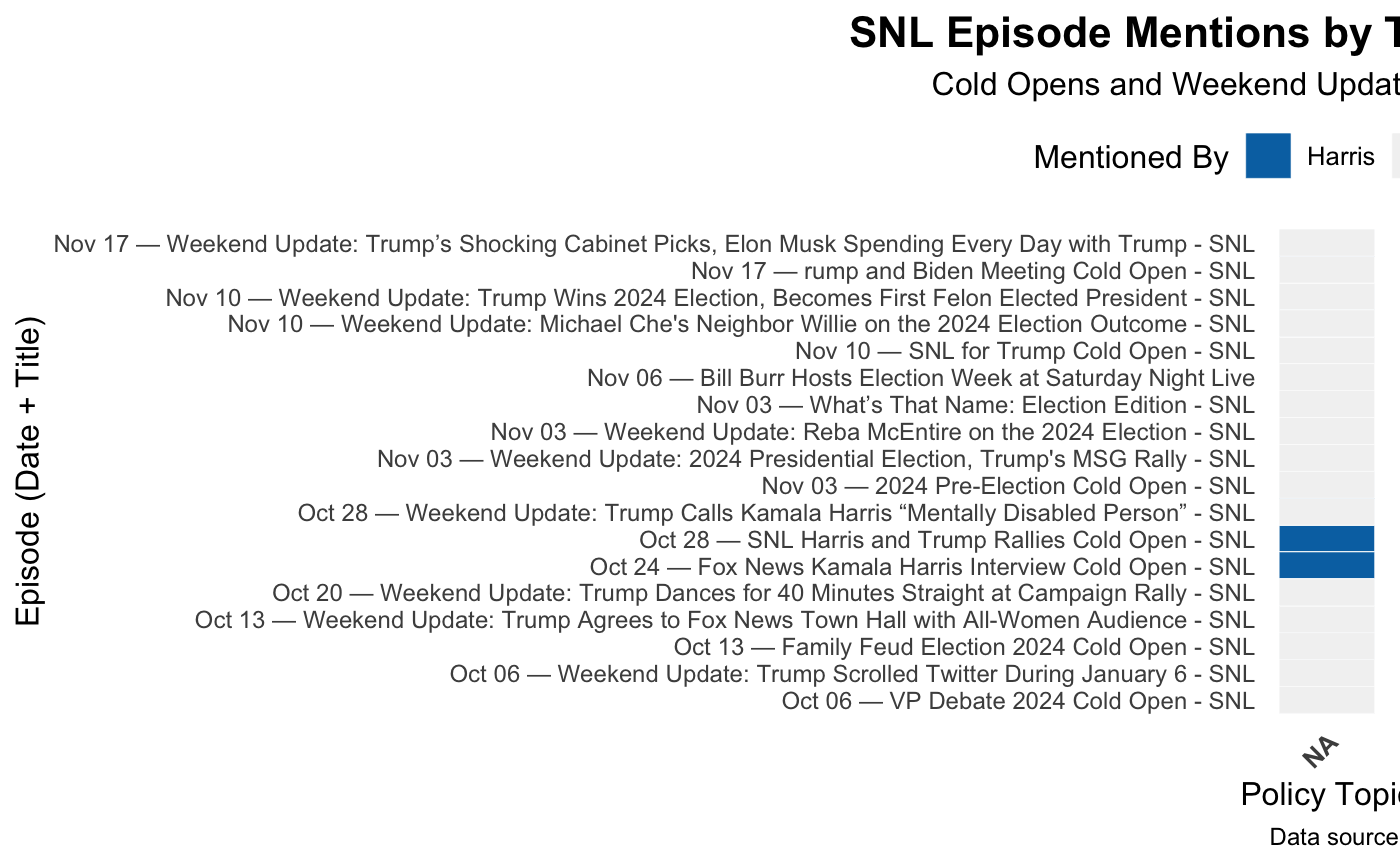 SNL Episode Mentions by T
Cold Opens and Weekend Updat
Mentioned By Harris
Nov 17 — Weekend Update: Trump’s Shocking Cabinet Picks, Elon Musk Spending Every Day with Trump - SNL
Nov 17 — rump and Biden Meeting Cold Open - SNL
Nov 10 — Weekend Update: Trump Wins 2024 Election, Becomes First Felon Elected President - SNL
Nov 10 — Weekend Update: Michael Che's Neighbor Willie on the 2024 Election Outcome - SNL
Nov 10 — SNL for Trump Cold Open - SNL
Nov 06 — Bill Burr Hosts Election Week at Saturday Night Live
Nov 03 — What’s That Name: Election Edition - SNL
Nov 03 — Weekend Update: Reba McEntire on the 2024 Election - SNL
Nov 03 — Weekend Update: 2024 Presidential Election, Trump's MSG Rally - SNL
Nov 03 — 2024 Pre-Election Cold Open - SNL
Oct 28 — Weekend Update: Trump Calls Kamala Harris “Mentally Disabled Person” - SNL
Oct 28 — SNL Harris and Trump Rallies Cold Open - SNL
Oct 24 — Fox News Kamala Harris Interview Cold Open - SNL
Oct 20 — Weekend Update: Trump Dances for 40 Minutes Straight at Campaign Rally - SNL
Oct 13 — Weekend Update: Trump Agrees to Fox News Town Hall with All-Women Audience - SNL
Oct 13 — Family Feud Election 2024 Cold Open - SNL
Oct 06 — Weekend Update: Trump Scrolled Twitter During January 6 - SNL
Oct 06 — VP Debate 2024 Cold Open - SNL
Episode (Date + Title)
NA
Policy Topi
Data source